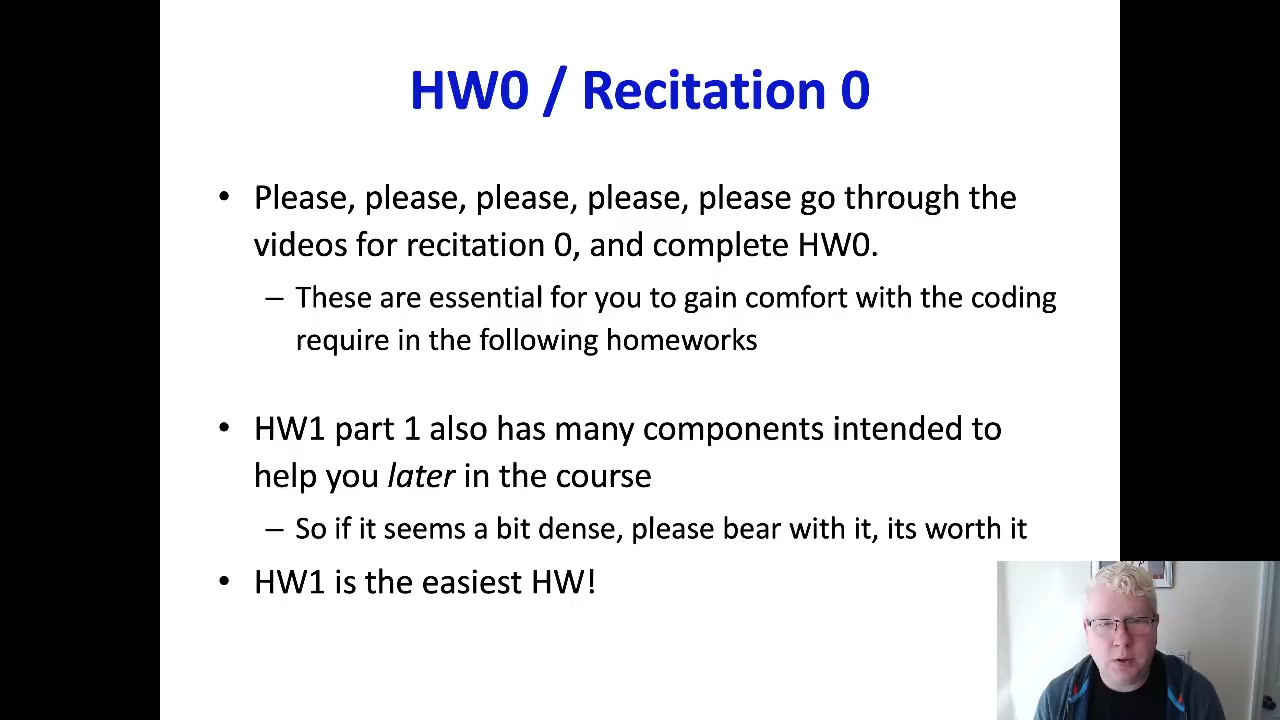 HW0 / Recitation 0
• Please, please, please, please, please go through the
videos for recitation 0, and complete HW0.
– These are essential for you to gain comfort with the coding
require in the following homeworks
• HW1 part 1 also has many components intended to
help you later in the course
– So if it seems a bit dense, please bear with it, its worth it
• HW1 is the easiest HW!